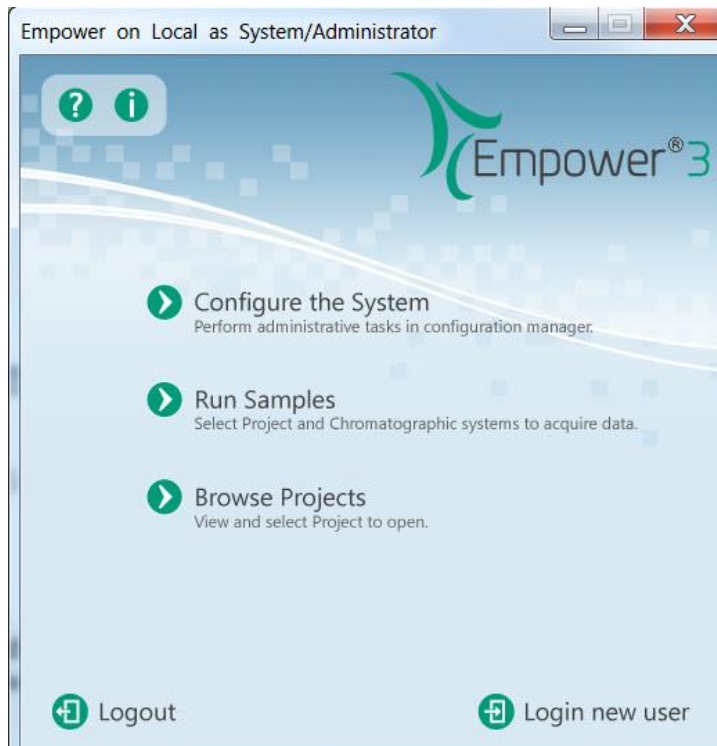 Empower on Local as System/Administrator
? i
Empower®3
Configure the System
Perform administrative tasks in configuration manager.
Run Samples
Select Project and Chromatographic systems to acquire data.
Browse Projects
View and select Project to open.
Logout
Login new user